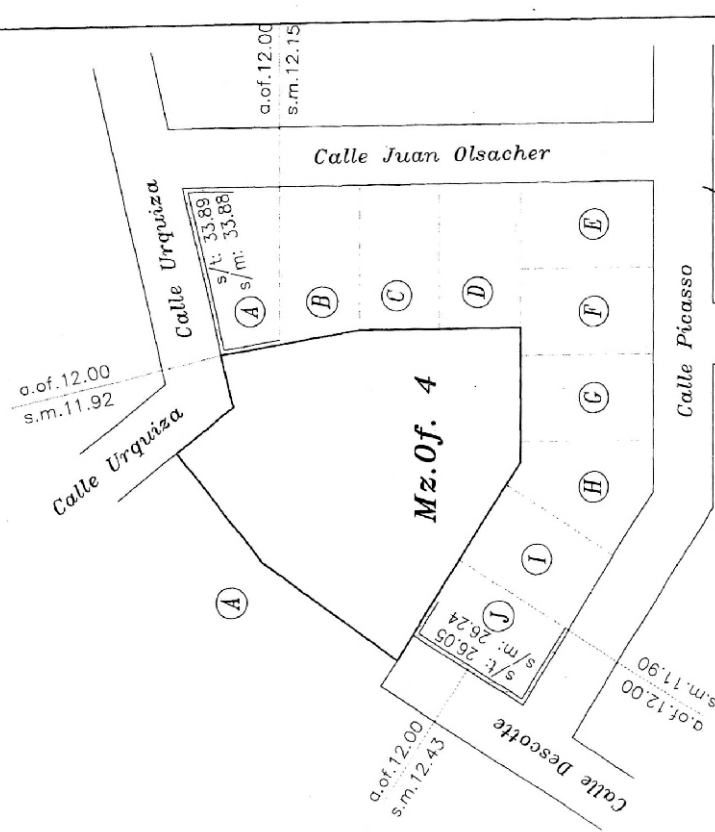 a.of.12.00
s.m.12.15
Calle Juan Olsacher
Calle Urquiza
s/t: 33.89
s/m: 33.88
A
B
C
D
E
F
G
H
I
J
Calle Picasso
a.of.12.00
s.m.11.92
Calle Urquiza
Mz.Of. 4
A
s/t: 26.05
s/m: 26.24
a.of.12.00
s.m.11.90
a.of.12.00
s.m.12.43
Calle Descotte